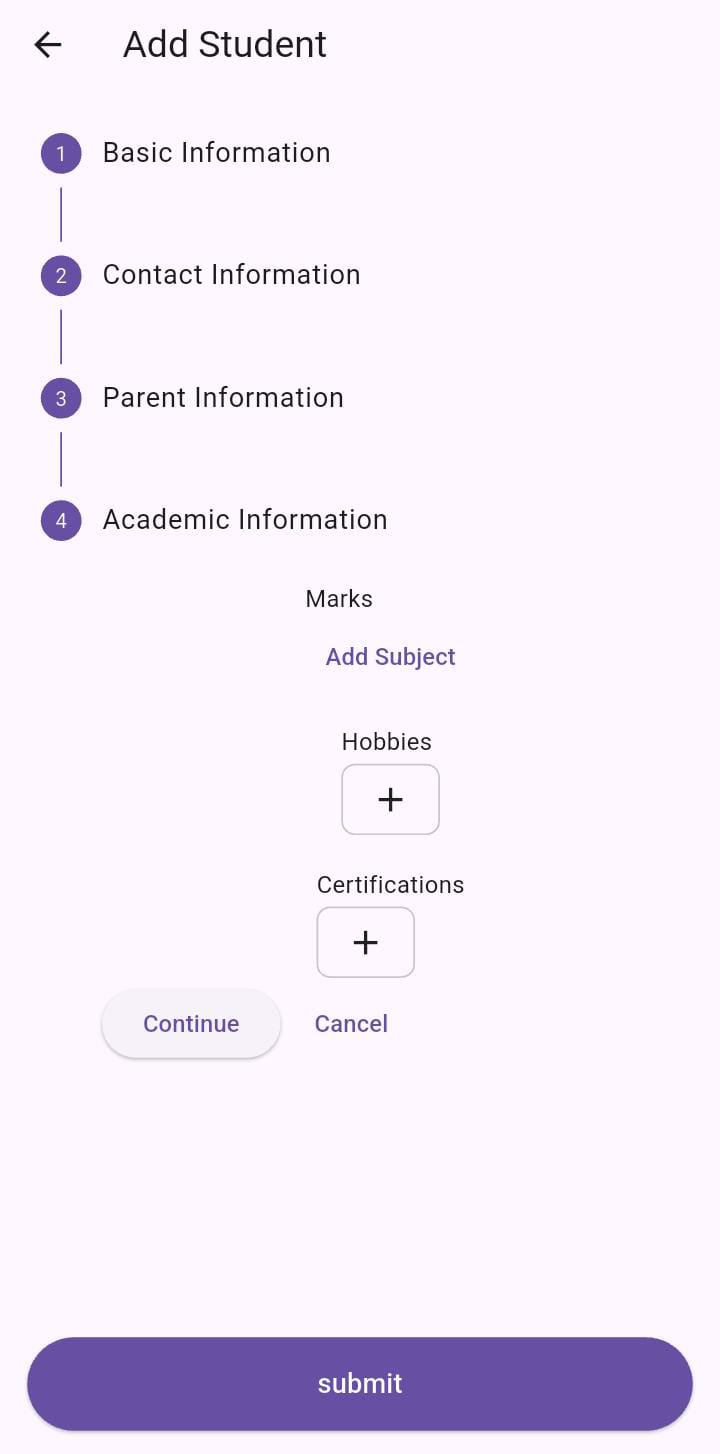 Add Student
1 Basic Information
2 Contact Information
3 Parent Information
4 Academic Information
Marks
Add Subject
Hobbies
+
Certifications
+
Continue Cancel
submit